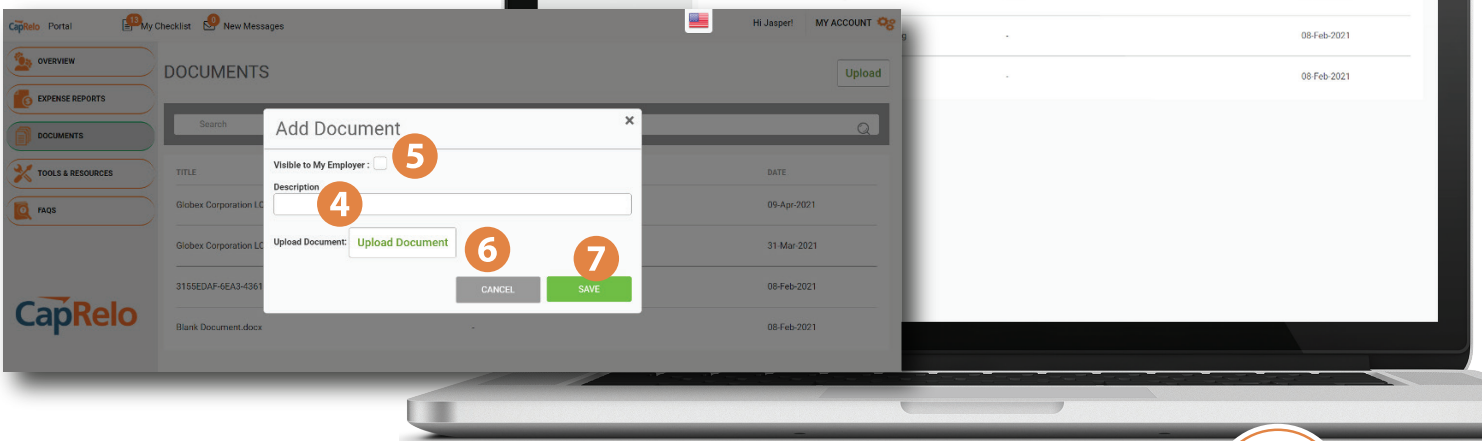 CapRelo Portal 13 My Checklist 0 New Messages Hi Jasper! MY ACCOUNT
OVERVIEW
EXPENSE REPORTS
DOCUMENTS
TOOLS & RESOURCES
FAQS
CapRelo
DOCUMENTS Upload
Search
TITLE DATE
Globex Corporation 09-Apr-2021
Globex Corporation 31-Mar-2021
3155EDAF-6EA3-4361 08-Feb-2021
Blank Document.docx - 08-Feb-2021
Add Document ×
Visible to My Employer : 5
Description
4
Upload Document: Upload Document 6
7
CANCEL SAVE
g - 08-Feb-2021
- 08-Feb-2021